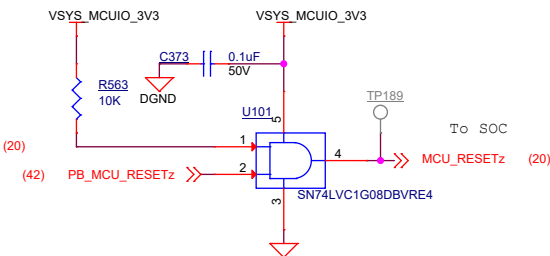 VSYS_MCUIO_3V3 VSYS_MCUIO_3V3
C373 0.1uF
50V
R563
10K
DGND
TP189
U101
5
To SOC
(20)
1
4
MCU_RESETz (20)
(42) PB_MCU_RESETz
2
SN74LVC1G08DBVRE4
3